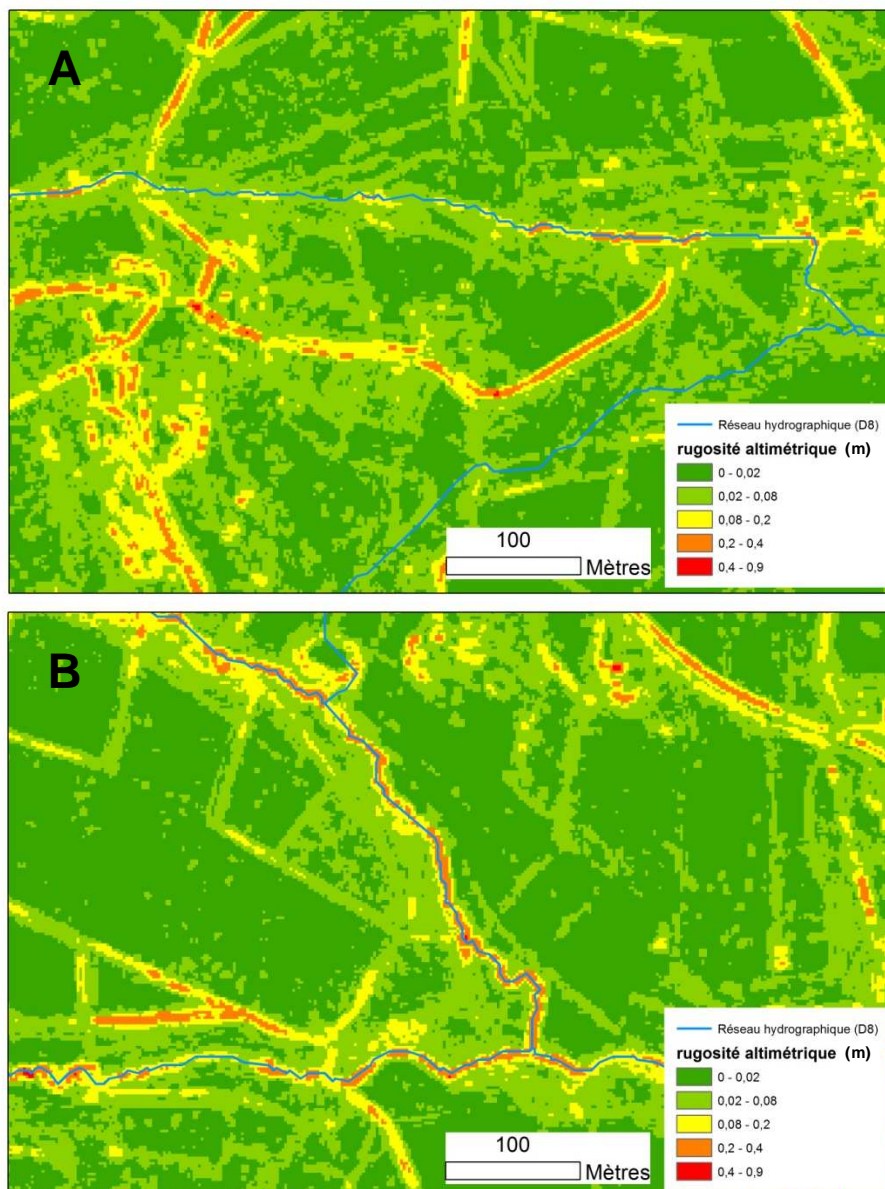 A
Réseau hydrographique (D8)
rugosité altimétrique (m)
0 - 0,02
0,02 - 0,08
0,08 - 0,2
0,2 - 0,4
0,4 - 0,9
100
Mètres
B
Réseau hydrographique (D8)
rugosité altimétrique (m)
0 - 0,02
0,02 - 0,08
0,08 - 0,2
0,2 - 0,4
0,4 - 0,9
100
Mètres